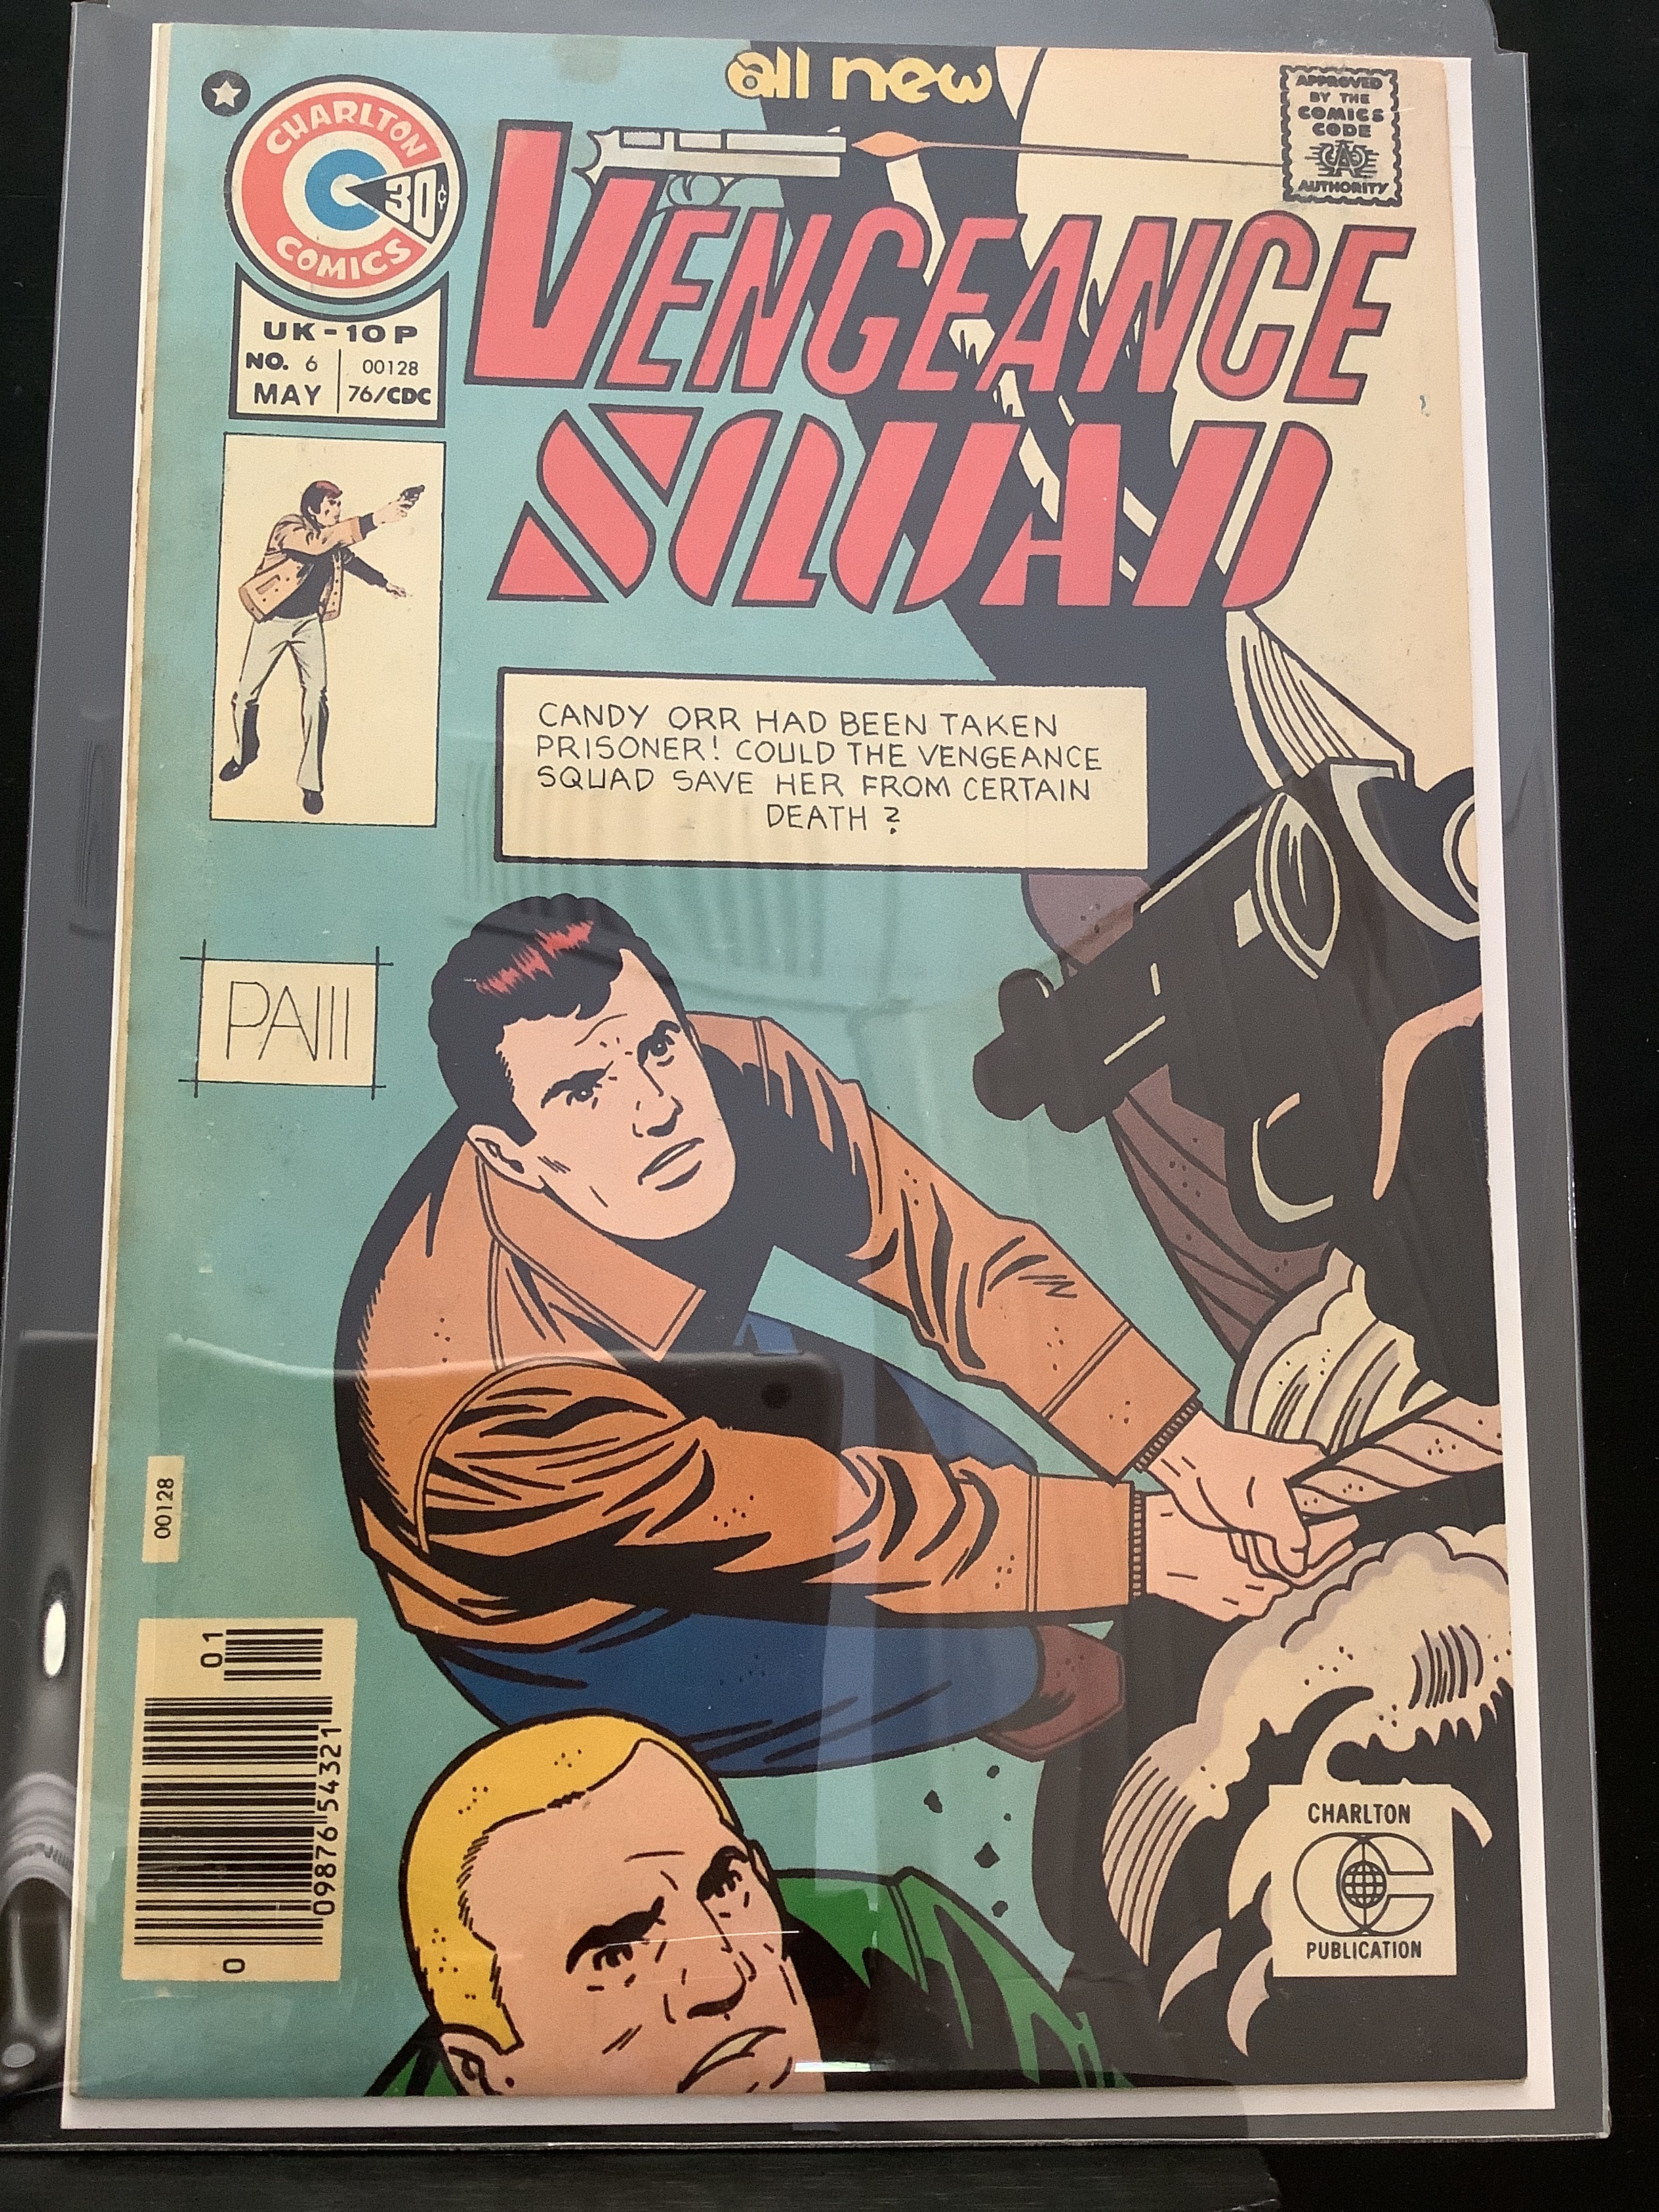 all new
CHARLTON
C
30¢
COMICS
APPROVED
BY THE
COMICS
CODE
CA
AUTHORITY
VENGEANCE
SQUAD
UK-10P
NO. 6
00128
MAY
76/CDC
CANDY ORR HAD BEEN TAKEN
PRISONER! COULD THE VENGEANCE
SQUAD SAVE HER FROM CERTAIN
DEATH?
PAIII
00128
01
09876 54321
0
CHARLTON
C
PUBLICATION